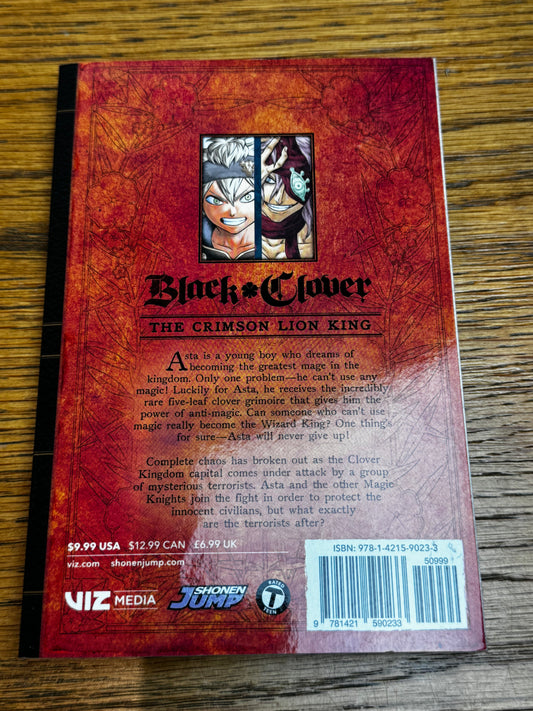 Black Clover
THE CRIMSON LION KING
Asta is a young boy who dreams of
becoming the greatest mage in the
kingdom. Only one problem—he can't use any
magic! Luckily for Asta, he receives the incredibly
rare five-leaf clover grimoire that gives him the
power of anti-magic. Can someone who can't use
magic really become the Wizard King? One thing's
for sure—Asta will never give up!
Complete chaos has broken out as the Clover
Kingdom capital comes under attack by a group
of mysterious terrorists. Asta and the other Magic
Knights join the fight in order to protect the
innocent civilians, but what exactly
are the terrorists after?
$9.99 USA $12.99 CAN £6.99 UK
viz.com shonenjump.com
VIZ MEDIA
SHONEN
JUMP
RATED
T
TEEN
ISBN: 978-1-4215-9023-3
50999
9 781421 590233